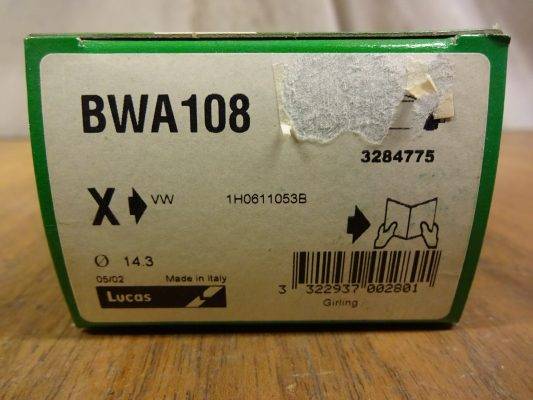 BWA108
3284775
X VW 1H0611053B
Ø 14.3
05/02 Made in Italy
Lucas
3 322937 002801
Girling